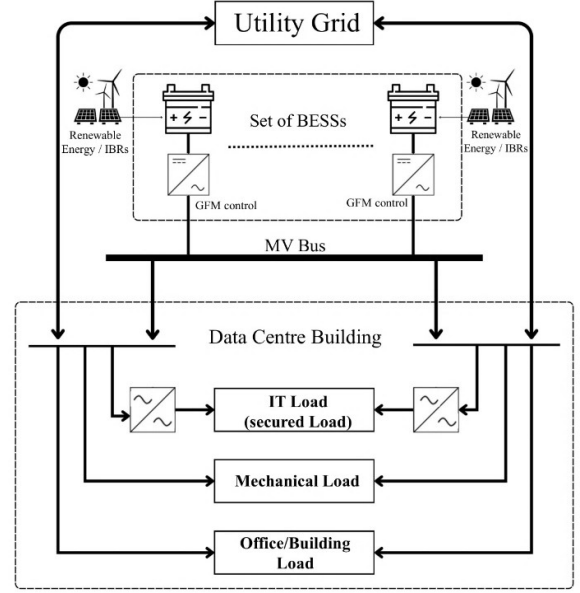 Utility Grid
Renewable
Energy / IBRs
Set of BESSs
Renewable
Energy / IBRs
GFM control
GFM control
MV Bus
Data Centre Building
IT Load
(secured Load)
Mechanical Load
Office/Building
Load